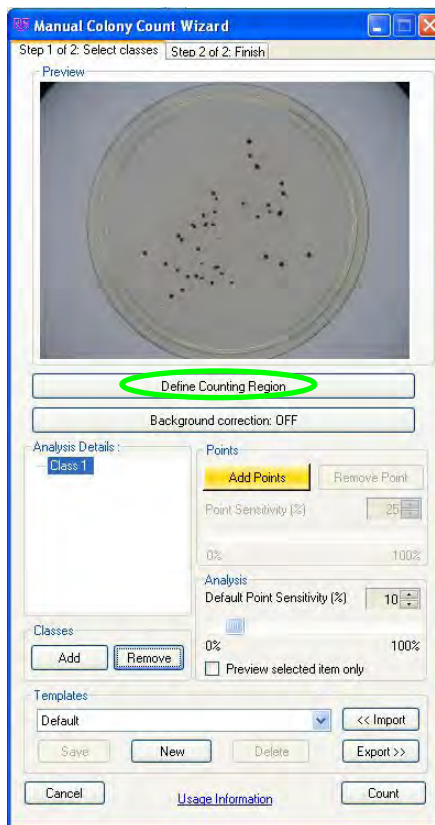 Manual Colony Count Wizard
Step 1 of 2: Select classes Step 2 of 2: Finish
Preview
Define Counting Region
Background correction: OFF
Analysis Details :
Class 1
Points
Add Points Remove Point
Point Sensitivity (%) 25
0% 100%
Analysis
Default Point Sensitivity (%) 10
0% 100%
Preview selected item only
Classes
Add Remove
Templates
Default << Import
Save New Delete Export >>
Cancel Usage Information Count